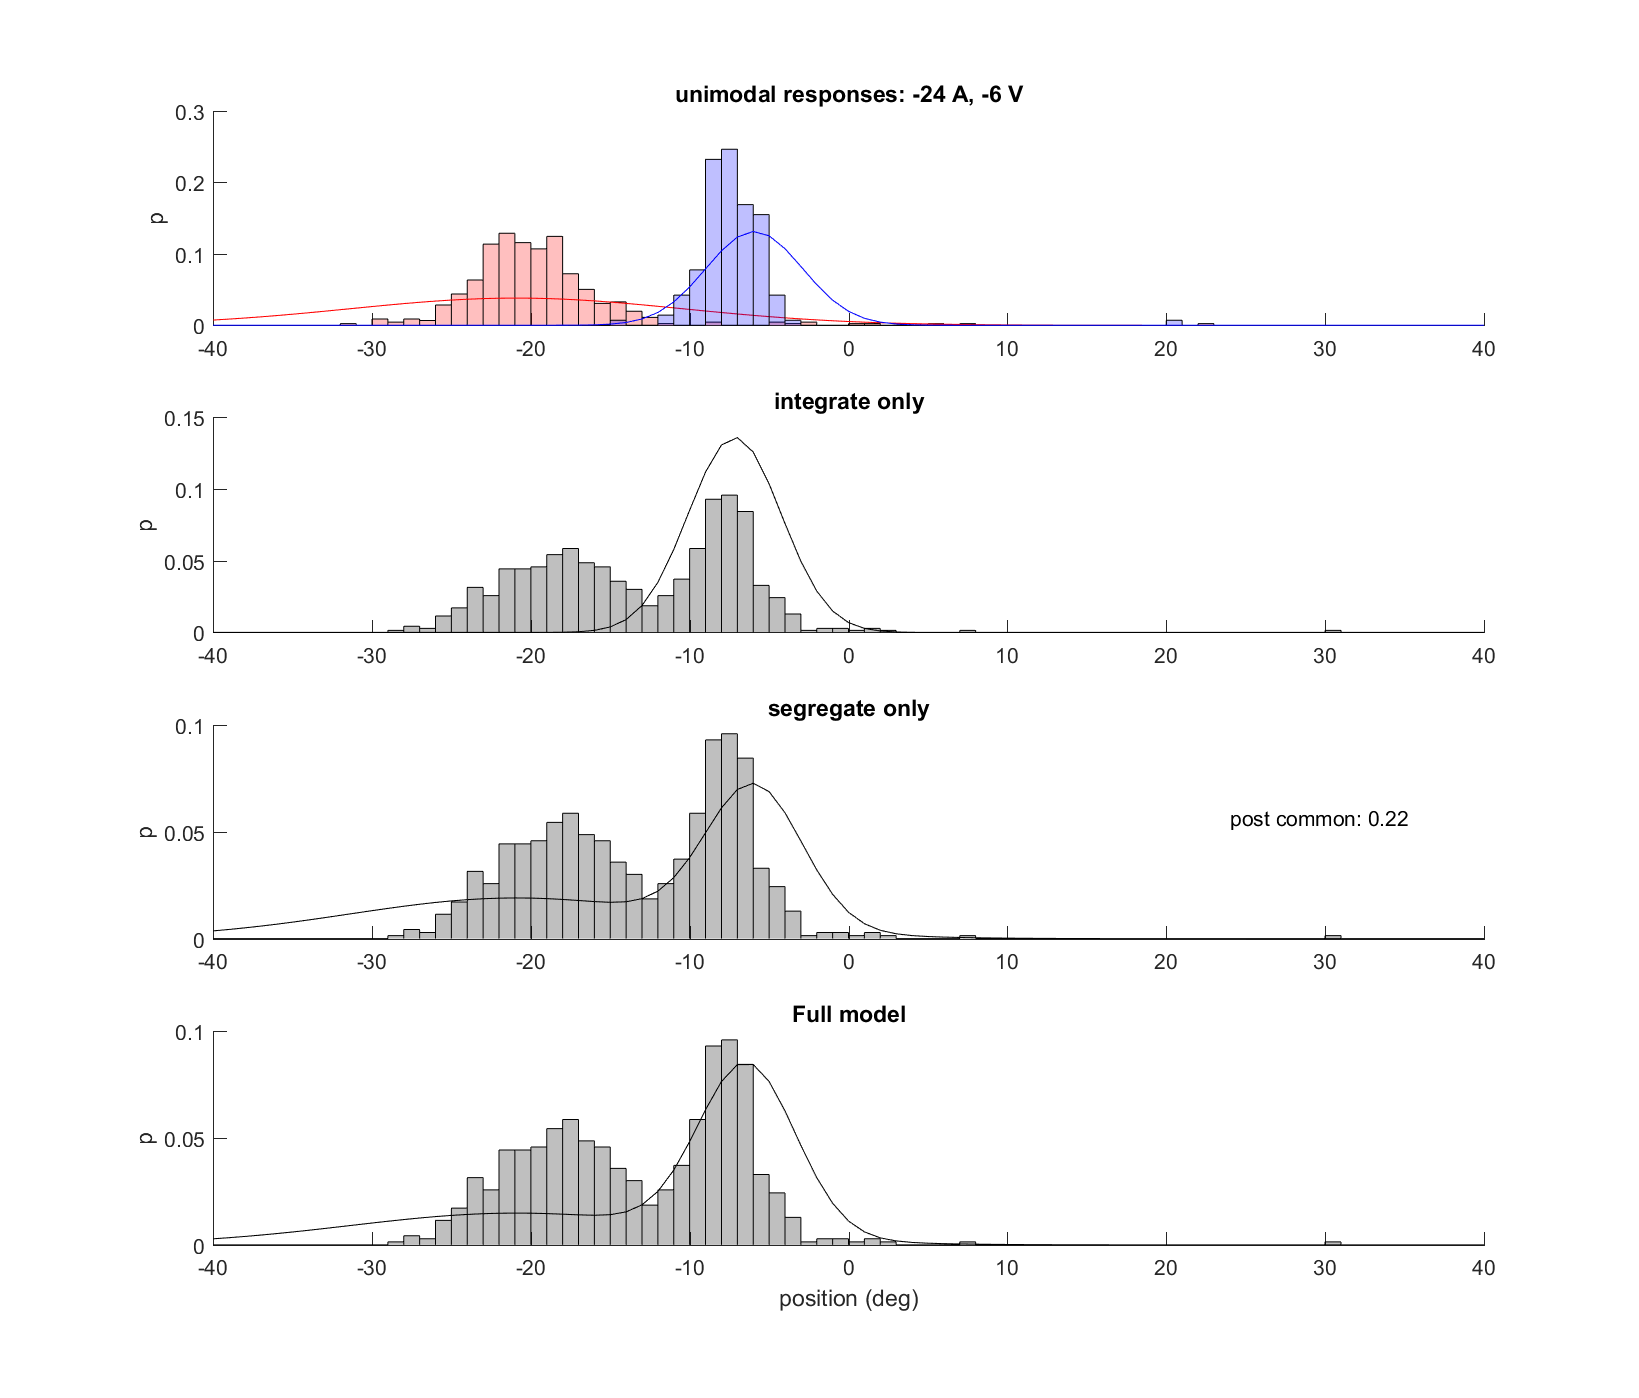 unimodal responses: -24 A, -6 V
0.3
0.2
0.1
0
p
-40 -30 -20 -10 0 10 20 30 40
integrate only
0.15
0.1
0.05
0
p
-40 -30 -20 -10 0 10 20 30 40
segregate only
0.1
0.05
0
p
post common: 0.22
-40 -30 -20 -10 0 10 20 30 40
Full model
0.1
0.05
0
p
-40 -30 -20 -10 0 10 20 30 40
position (deg)